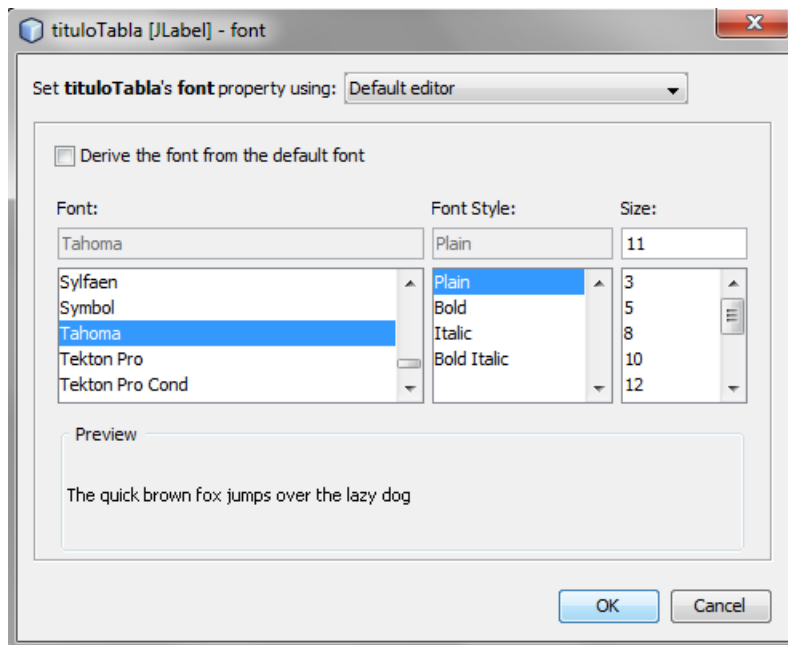 tituloTabla [JLabel] - font
Set tituloTabla's font property using: Default editor
Derive the font from the default font
Font: Font Style: Size:
Tahoma Plain 11
Sylfaen Plain 3
Symbol Bold 5
Tahoma Italic 8
Tekton Pro Bold Italic 10
Tekton Pro Cond 12
Preview
The quick brown fox jumps over the lazy dog
OK Cancel